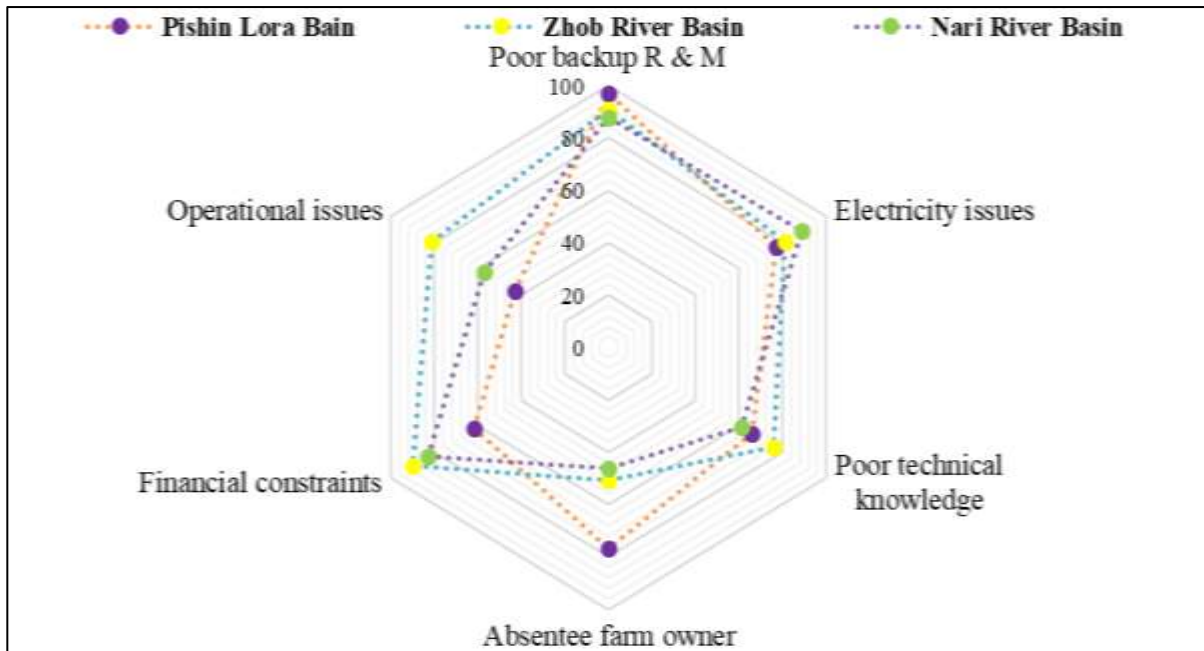 Pishin Lora Bain Zhob River Basin Nari River Basin
Poor backup R & M
100
80
60
40
20
0
Electricity issues
Poor technical
knowledge
Absentee farm owner
Financial constraints
Operational issues